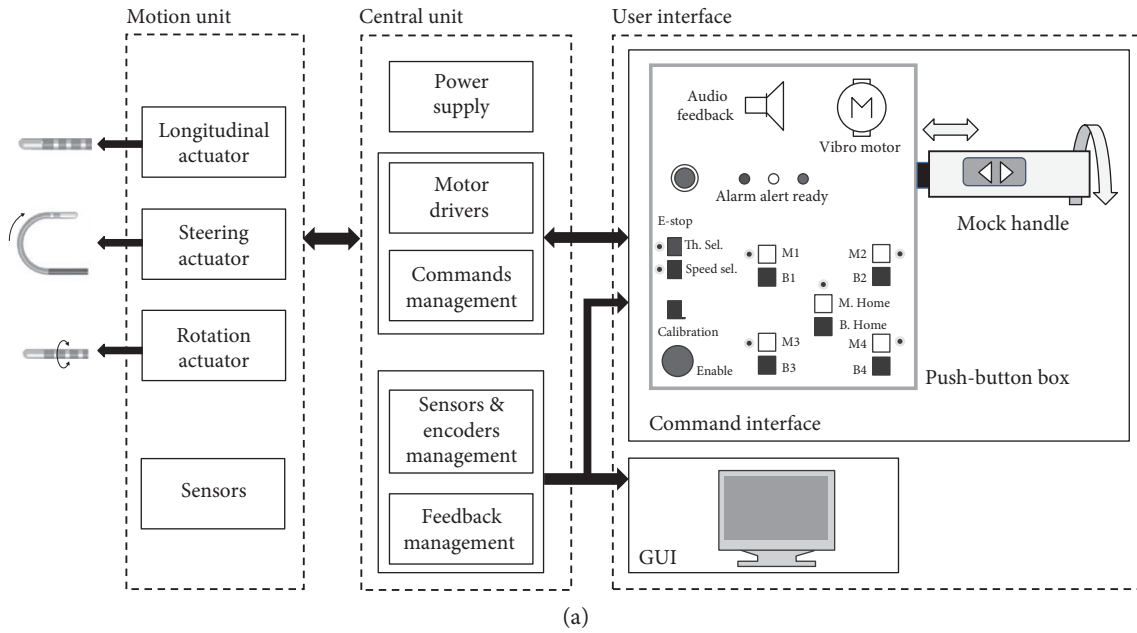 Motion unit
Longitudinal
actuator
Steering
actuator
Rotation
actuator
Sensors
Central unit
Power
supply
Motor
drivers
Commands
management
Sensors &
encoders
management
Feedback
management
User interface
Audio
feedback
M
Vibro motor
Alarm alert ready
E-stop
Th. Sel.
Speed sel.
Calibration
Enable
M1
B1
M2
B2
M. Home
B. Home
M3
B3
M4
B4
Mock handle
Push-button box
Command interface
GUI
(a)